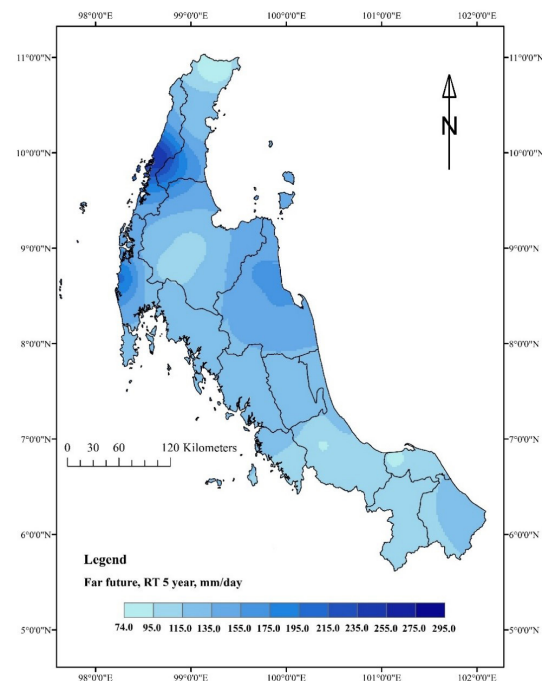 98°0'0"E 99°0'0"E 100°0'0"E 101°0'0"E 102°0'0"E
11°0'0"N 11°0'0"N
N
10°0'0"N 10°0'0"N
9°0'0"N 9°0'0"N
8°0'0"N 8°0'0"N
7°0'0"N 7°0'0"N
0 30 60 120 Kilometers
6°0'0"N 6°0'0"N
Legend
Far future, RT 5 year, mm/day
74.0 95.0 115.0 135.0 155.0 175.0 195.0 215.0 235.0 255.0 275.0 295.0
5°0'0"N 5°0'0"N
98°0'0"E 99°0'0"E 100°0'0"E 101°0'0"E 102°0'0"E